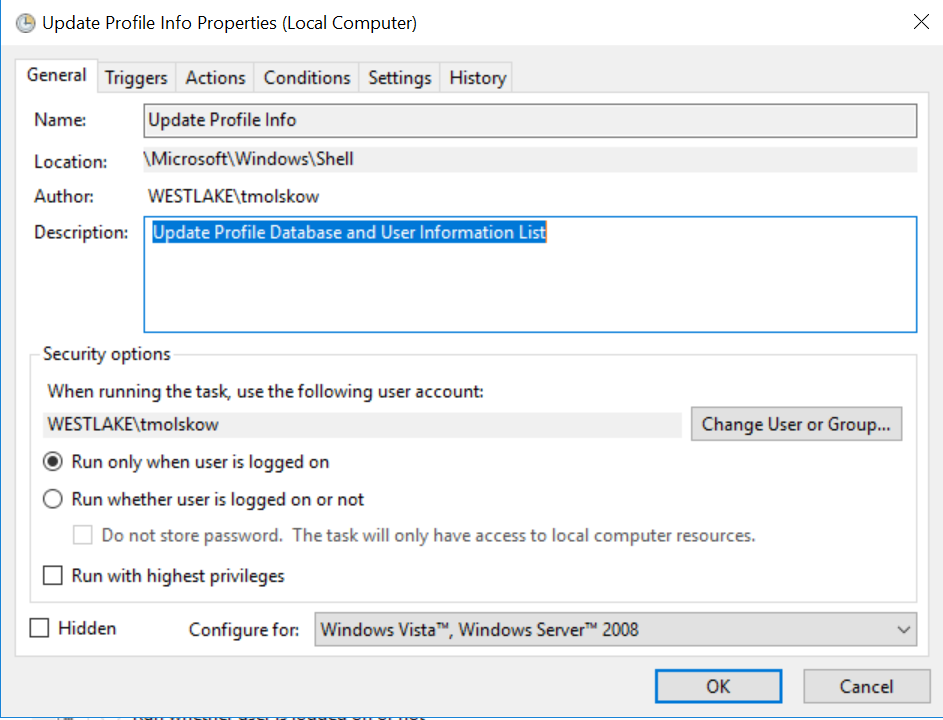 Update Profile Info Properties (Local Computer)
General Triggers Actions Conditions Settings History
Name: Update Profile Info
Location: \Microsoft\Windows\Shell
Author: WESTLAKE\tmolskow
Description: Update Profile Database and User Information List
Security options
When running the task, use the following user account:
WESTLAKE\tmolskow Change User or Group...
Run only when user is logged on
Run whether user is logged on or not
Do not store password. The task will only have access to local computer resources.
Run with highest privileges
Hidden Configure for: Windows Vista™, Windows Server™ 2008
OK Cancel